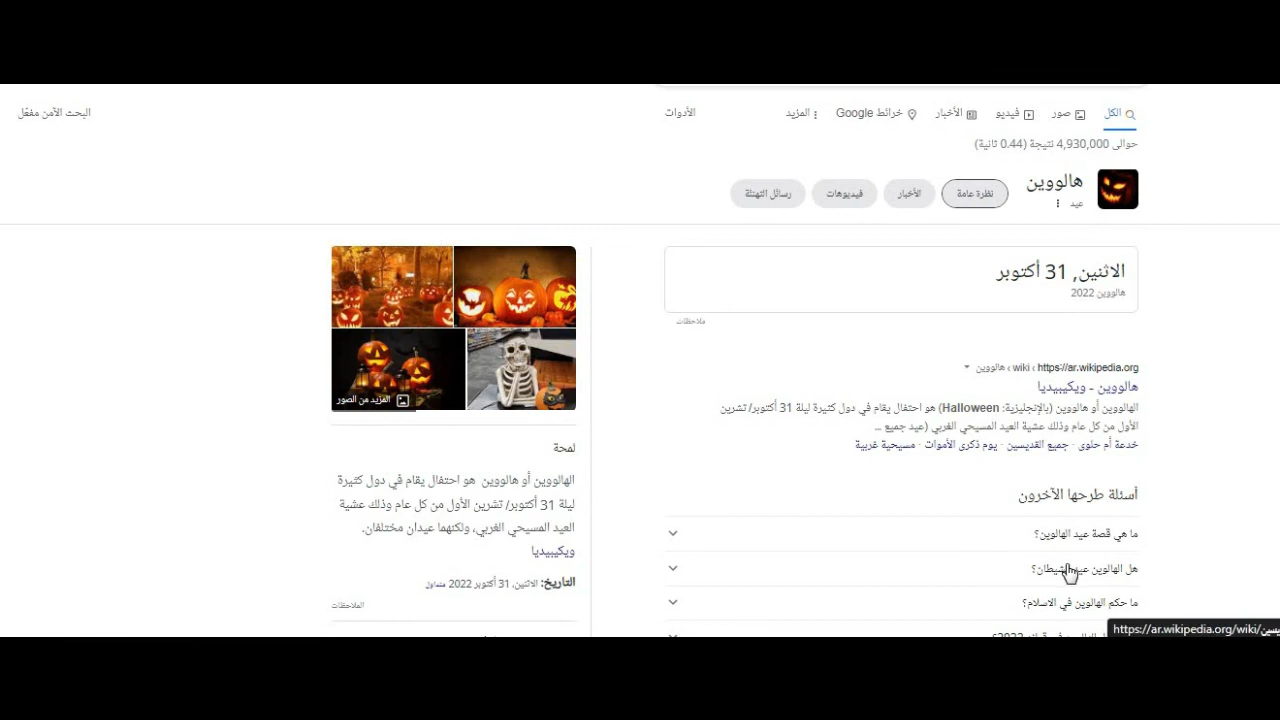 الكل
صور
فيديو
الأخبار
خرائط Google
المزيد
الأدوات
البحث الآمن مفعّل
حوالى 4,930,000 نتيجة (0.44 ثانية)
هالووين
عيد
نظرة عامة
الأخبار
فيديوهات
رسائل التهنئة
الاثنين, 31 أكتوبر
هالووين 2022
ملاحظات
https://ar.wikipedia.org › wiki › هالووين
هالووين - ويكيبيديا
الهالووين أو هالووين (بالإنجليزية: Halloween) هو احتفال يقام في دول كثيرة ليلة 31 أكتوبر/ تشرين
الأول من كل عام وذلك عشية العيد المسيحي الغربي (عيد جميع ...
خدعة أم حلوى · جميع القديسين · يوم ذكرى الأموات · مسيحية غربية
أسئلة طرحها الآخرون
ما هي قصة عيد الهالوين؟
هل الهالوين عيد الشيطان؟
ما حكم الهالوين في الاسلام؟
https://ar.wikipedia.org/wiki/
المزيد من الصور
لمحة
الهالووين أو هالووين هو احتفال يقام في دول كثيرة
ليلة 31 أكتوبر/ تشرين الأول من كل عام وذلك عشية
العيد المسيحي الغربي، ولكنهما عيدان مختلفان.
ويكيبيديا
التاريخ: الاثنين، 31 أكتوبر 2022 متداول
الملاحظات